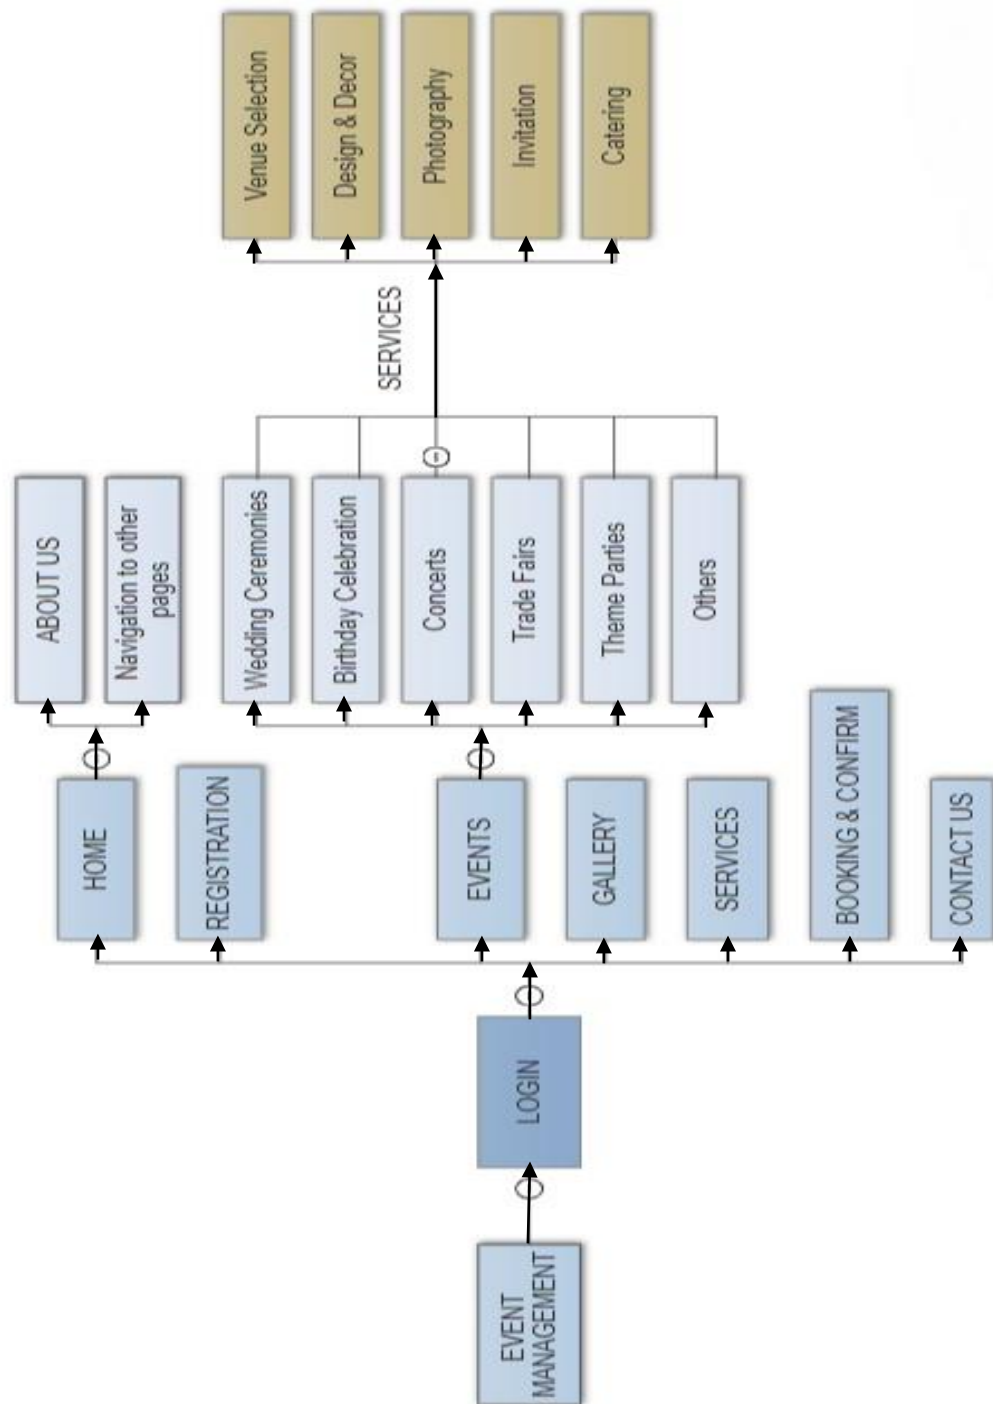 EVENT
MANAGEMENT
LOGIN
HOME
REGISTRATION
EVENTS
GALLERY
SERVICES
BOOKING & CONFIRM
CONTACT US
ABOUT US
Navigation to other
pages
Wedding Ceremonies
Birthday Celebration
Concerts
Trade Fairs
Theme Parties
Others
SERVICES
Venue Selection
Design & Decor
Photography
Invitation
Catering